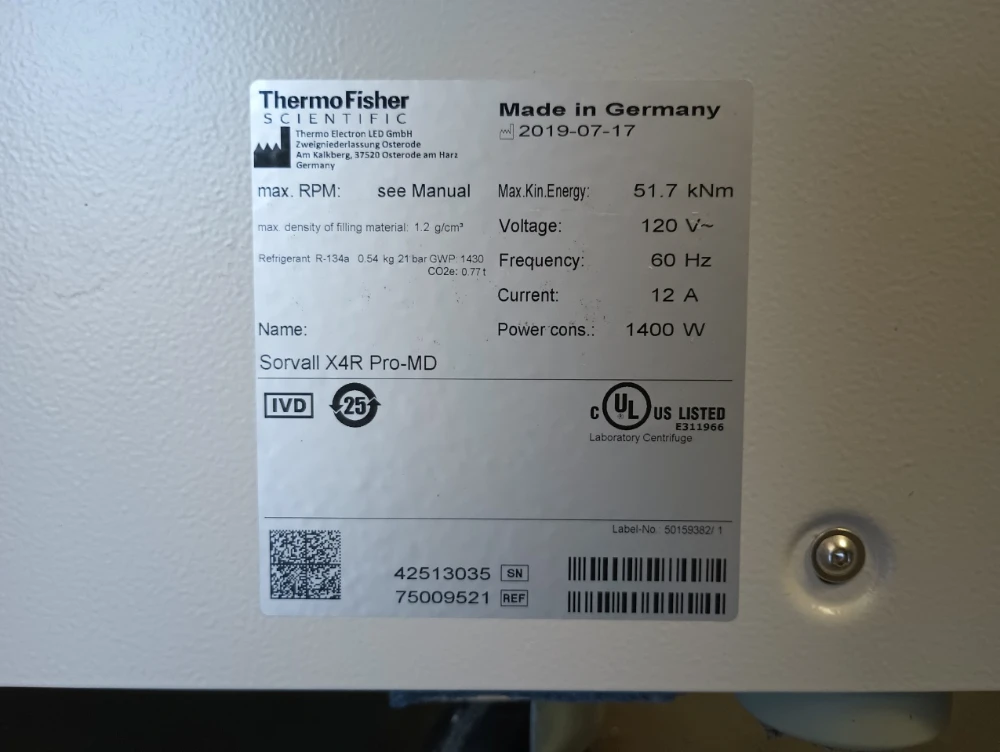 ThermoFisher
SCIENTIFIC
Thermo Electron LED GmbH
Zweigniederlassung Osterode
Am Kalkberg, 37520 Osterode am Harz
Germany
Made in Germany
2019-07-17
max. RPM: see Manual
max. density of filling material: 1.2 g/cm³
Refrigerant R-134a 0.54 kg 21 bar GWP: 1430
CO2e: 0.77 t
Name:
Sorvall X4R Pro-MD
Max.Kin.Energy: 51.7 kNm
Voltage: 120 V~
Frequency: 60 Hz
Current: 12 A
Power cons.: 1400 W
IVD
25
C UL US LISTED
E311966
Laboratory Centrifuge
Label-No.: 50159382/ 1
42513035 SN
75009521 REF